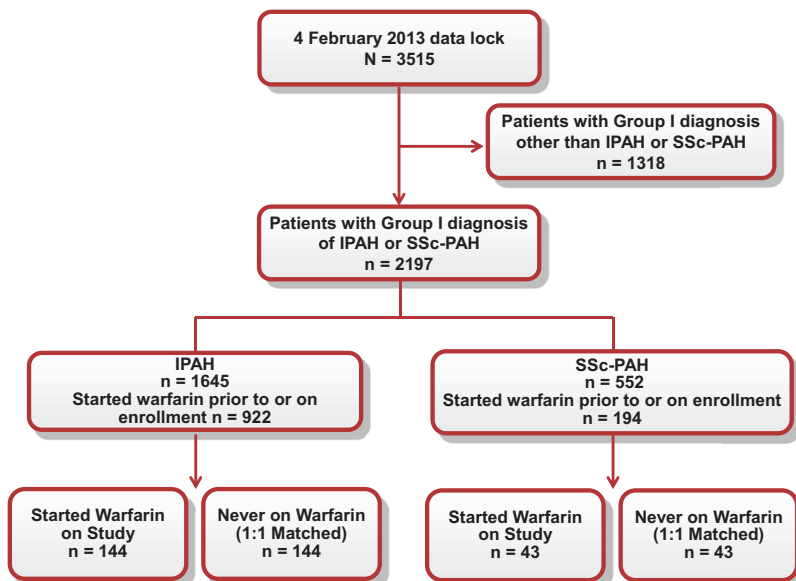 4 February 2013 data lock
N = 3515
Patients with Group I diagnosis
other than IPAH or SSc-PAH
n = 1318
Patients with Group I diagnosis
of IPAH or SSc-PAH
n = 2197
IPAH
n = 1645
Started warfarin prior to or on
enrollment n = 922
SSc-PAH
n = 552
Started warfarin prior to or on enrollment
n = 194
Started Warfarin
on Study
n = 144
Never on Warfarin
(1:1 Matched)
n = 144
Started Warfarin
on Study
n = 43
Never on Warfarin
(1:1 Matched)
n = 43